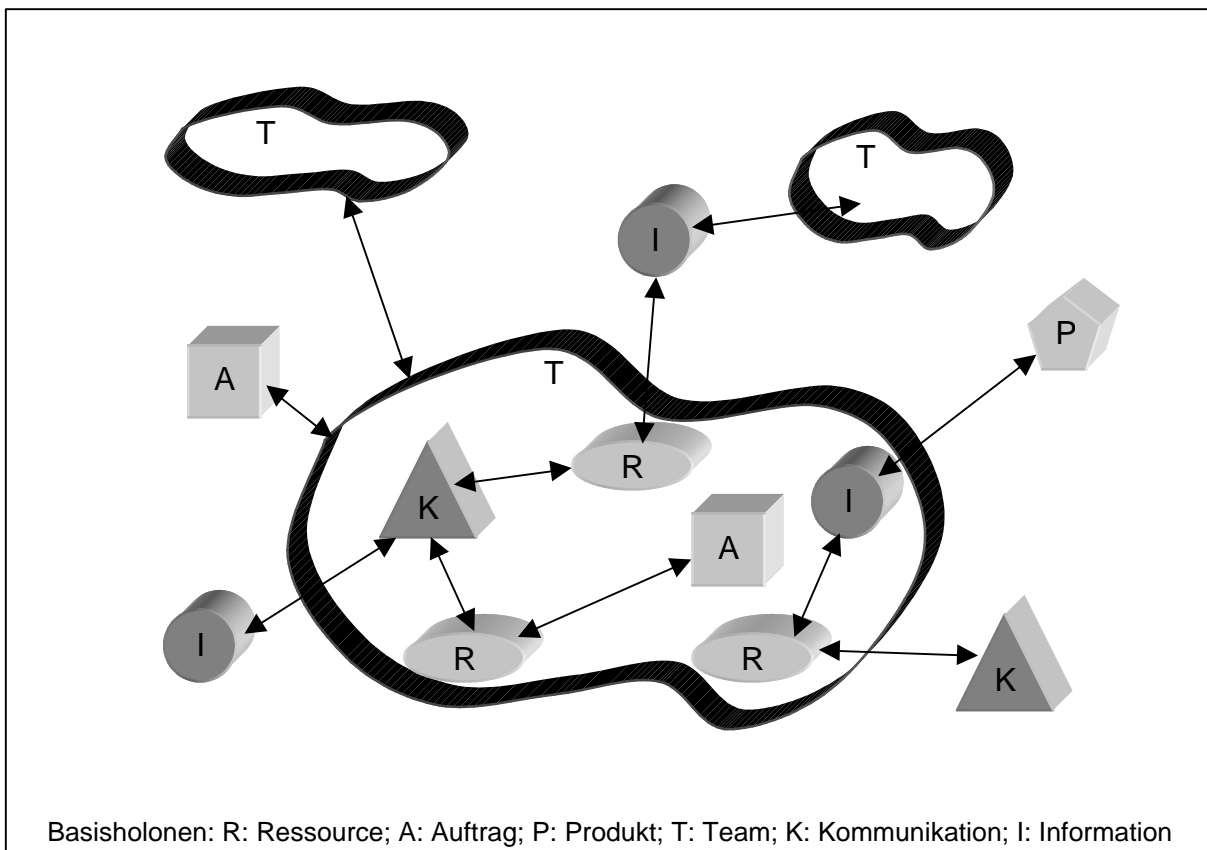 T
T
I
P
A
T
R
K
I
A
I
R
R
K
Basisholonen: R: Ressource; A: Auftrag; P: Produkt; T: Team; K: Kommunikation; I: Information